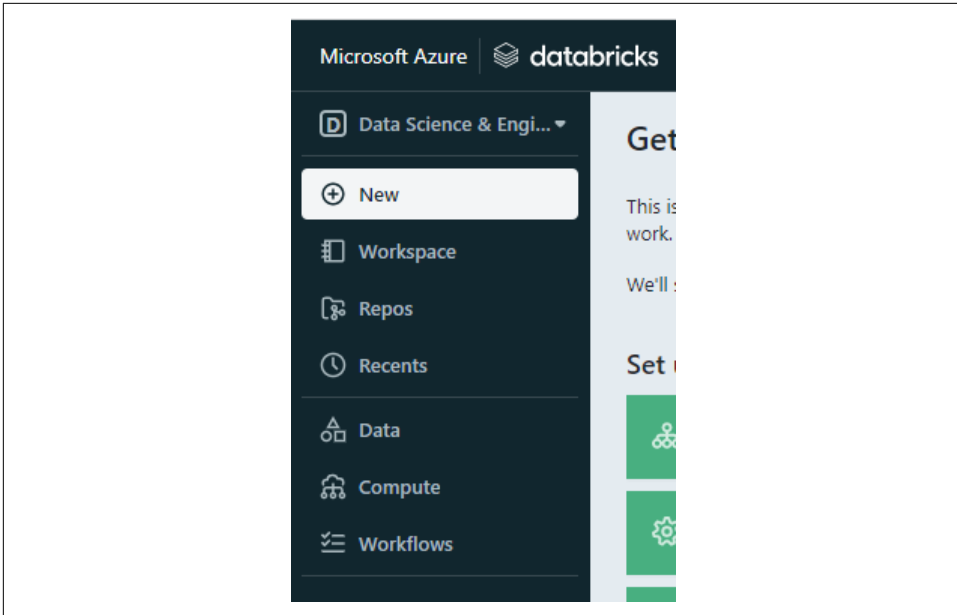 Microsoft Azure databricks
D Data Science & Engi...
New
Workspace
Repos
Recents
Data
Compute
Workflows
Get
This is
work.
We'll
Set